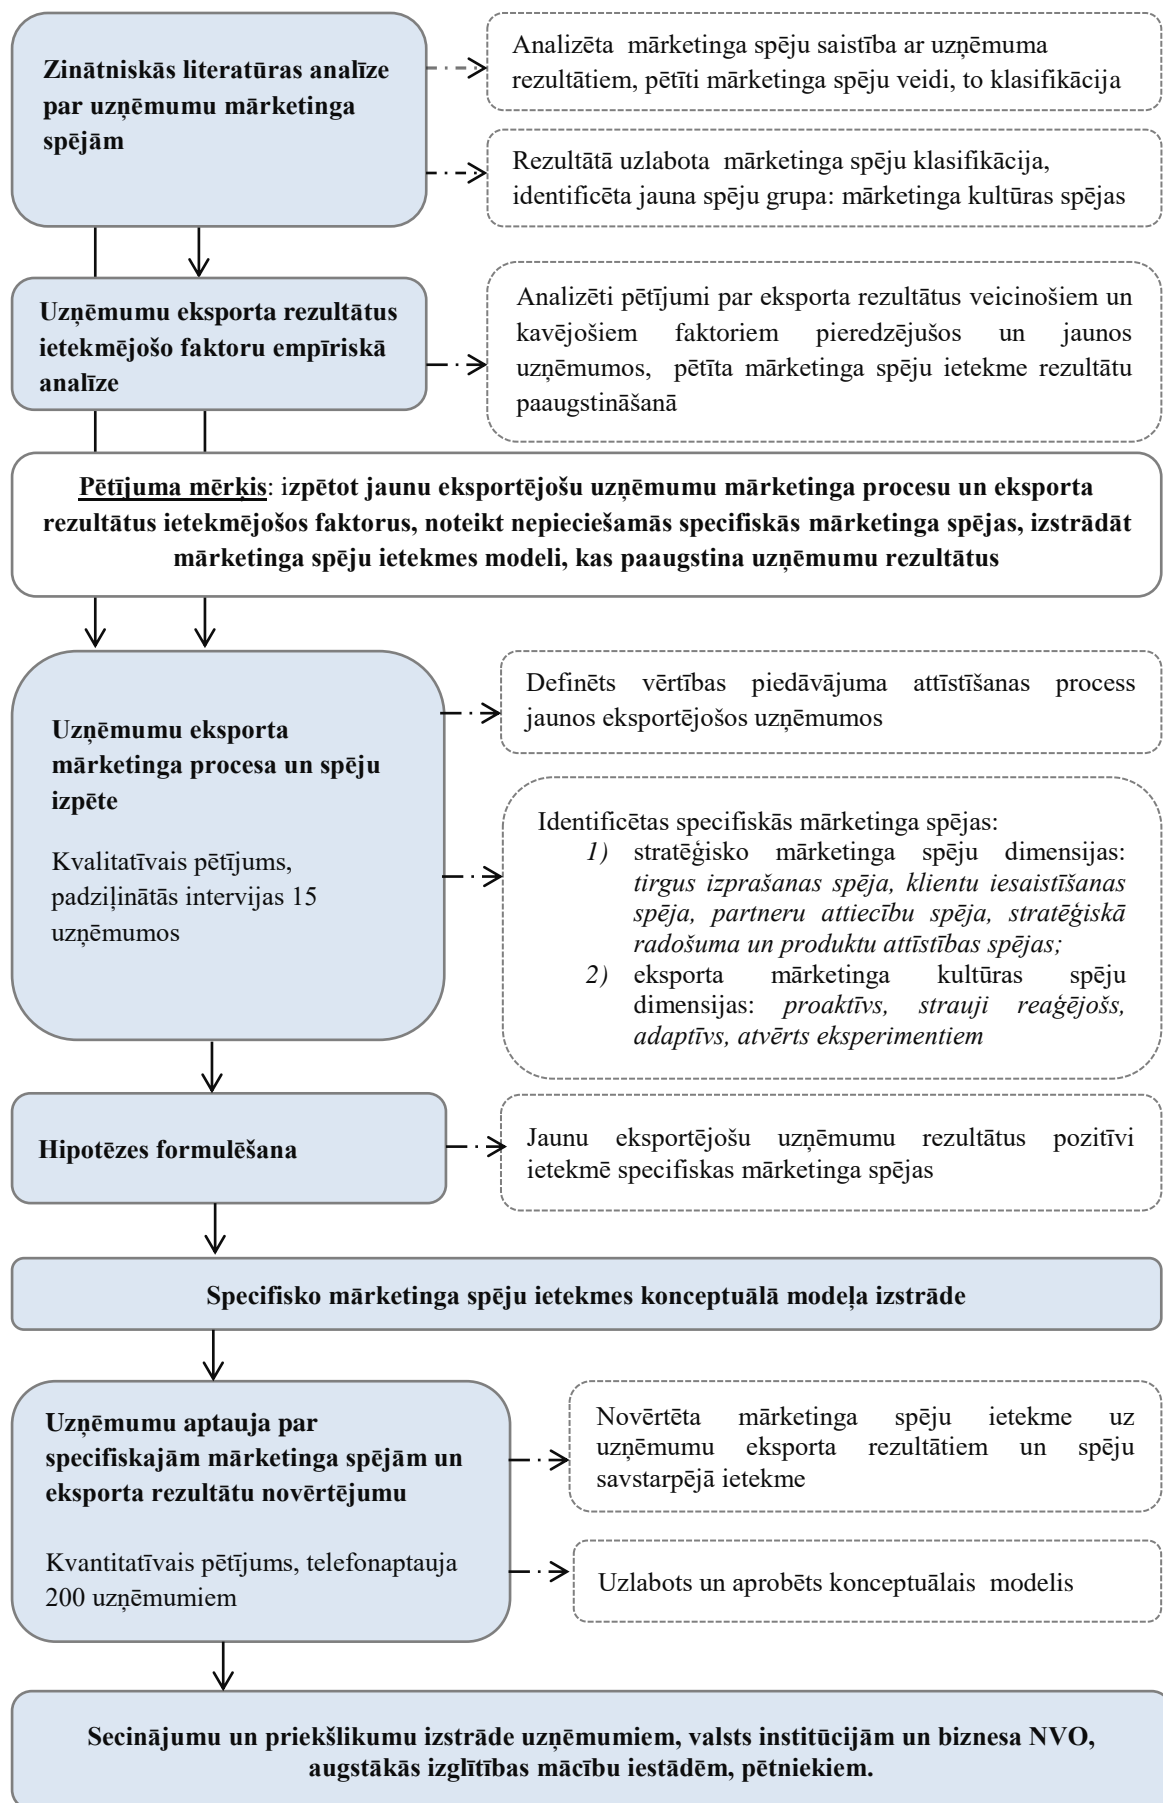 Zinātniskās literatūras analīze
par uzņēmumu mārketinga
spējām
Analizēta mārketinga spēju saistība ar uzņēmuma
rezultātiem, pētīti mārketinga spēju veidi, to klasifikācija
Rezultātā uzlabota mārketinga spēju klasifikācija,
identificēta jauna spēju grupa: mārketinga kultūras spējas
Uzņēmumu eksporta rezultātus
ietekmējošo faktoru empīriskā
analīze
Analizēti pētījumi par eksporta rezultātus veicinošiem un
kavējošiem faktoriem pieredzējušos un jaunos
uzņēmumos, pētīta mārketinga spēju ietekme rezultātu
paaugstināšanā
Pētījuma mērķis: izpētot jaunu eksportējošu uzņēmumu mārketinga procesu un eksporta
rezultātus ietekmējošos faktorus, noteikt nepieciešamās specifiskās mārketinga spējas, izstrādāt
mārketinga spēju ietekmes modeli, kas paaugstina uzņēmumu rezultātus
Uzņēmumu eksporta
mārketinga procesa un spēju
izpēte
Kvalitatīvais pētījums,
padziļinātās intervijas 15
uzņēmumos
Definēts vērtības piedāvājuma attīstīšanas process
jaunos eksportējošos uzņēmumos
Identificētas specifiskās mārketinga spējas:
1) stratēģisko mārketinga spēju dimensijas:
tirgus izprašanas spēja, klientu iesaistīšanas
spēja, partneru attiecību spēja, stratēģiskā
radošuma un produktu attīstības spējas;
2) eksporta mārketinga kultūras spēju
dimensijas: proaktīvs, strauji reaģējošs,
adaptīvs, atvērts eksperimentiem
Hipotēzes formulēšana
Jaunu eksportējošu uzņēmumu rezultātus pozitīvi
ietekmē specifiskas mārketinga spējas
Specifisko mārketinga spēju ietekmes konceptuālā modeļa izstrāde
Uzņēmumu aptauja par
specifiskajām mārketinga spējām un
eksporta rezultātu novērtējumu
Kvantitatīvais pētījums, telefonaptauja
200 uzņēmumiem
Novērtēta mārketinga spēju ietekme uz
uzņēmumu eksporta rezultātiem un spēju
savstarpējā ietekme
Uzlabots un aprobēts konceptuālais modelis
Secinājumu un priekšlikumu izstrāde uzņēmumiem, valsts institūcijām un biznesa NVO,
augstākās izglītības mācību iestādēm, pētniekiem.